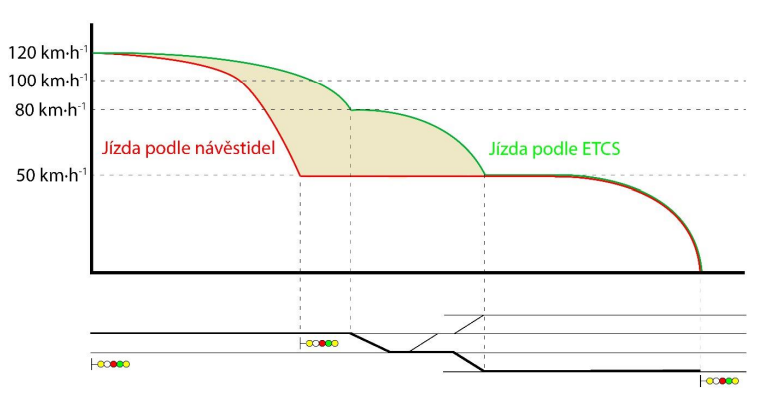 120 km·h⁻¹
100 km·h⁻¹
80 km·h⁻¹
Jízda podle návěstidel
Jízda podle ETCS
50 km·h⁻¹